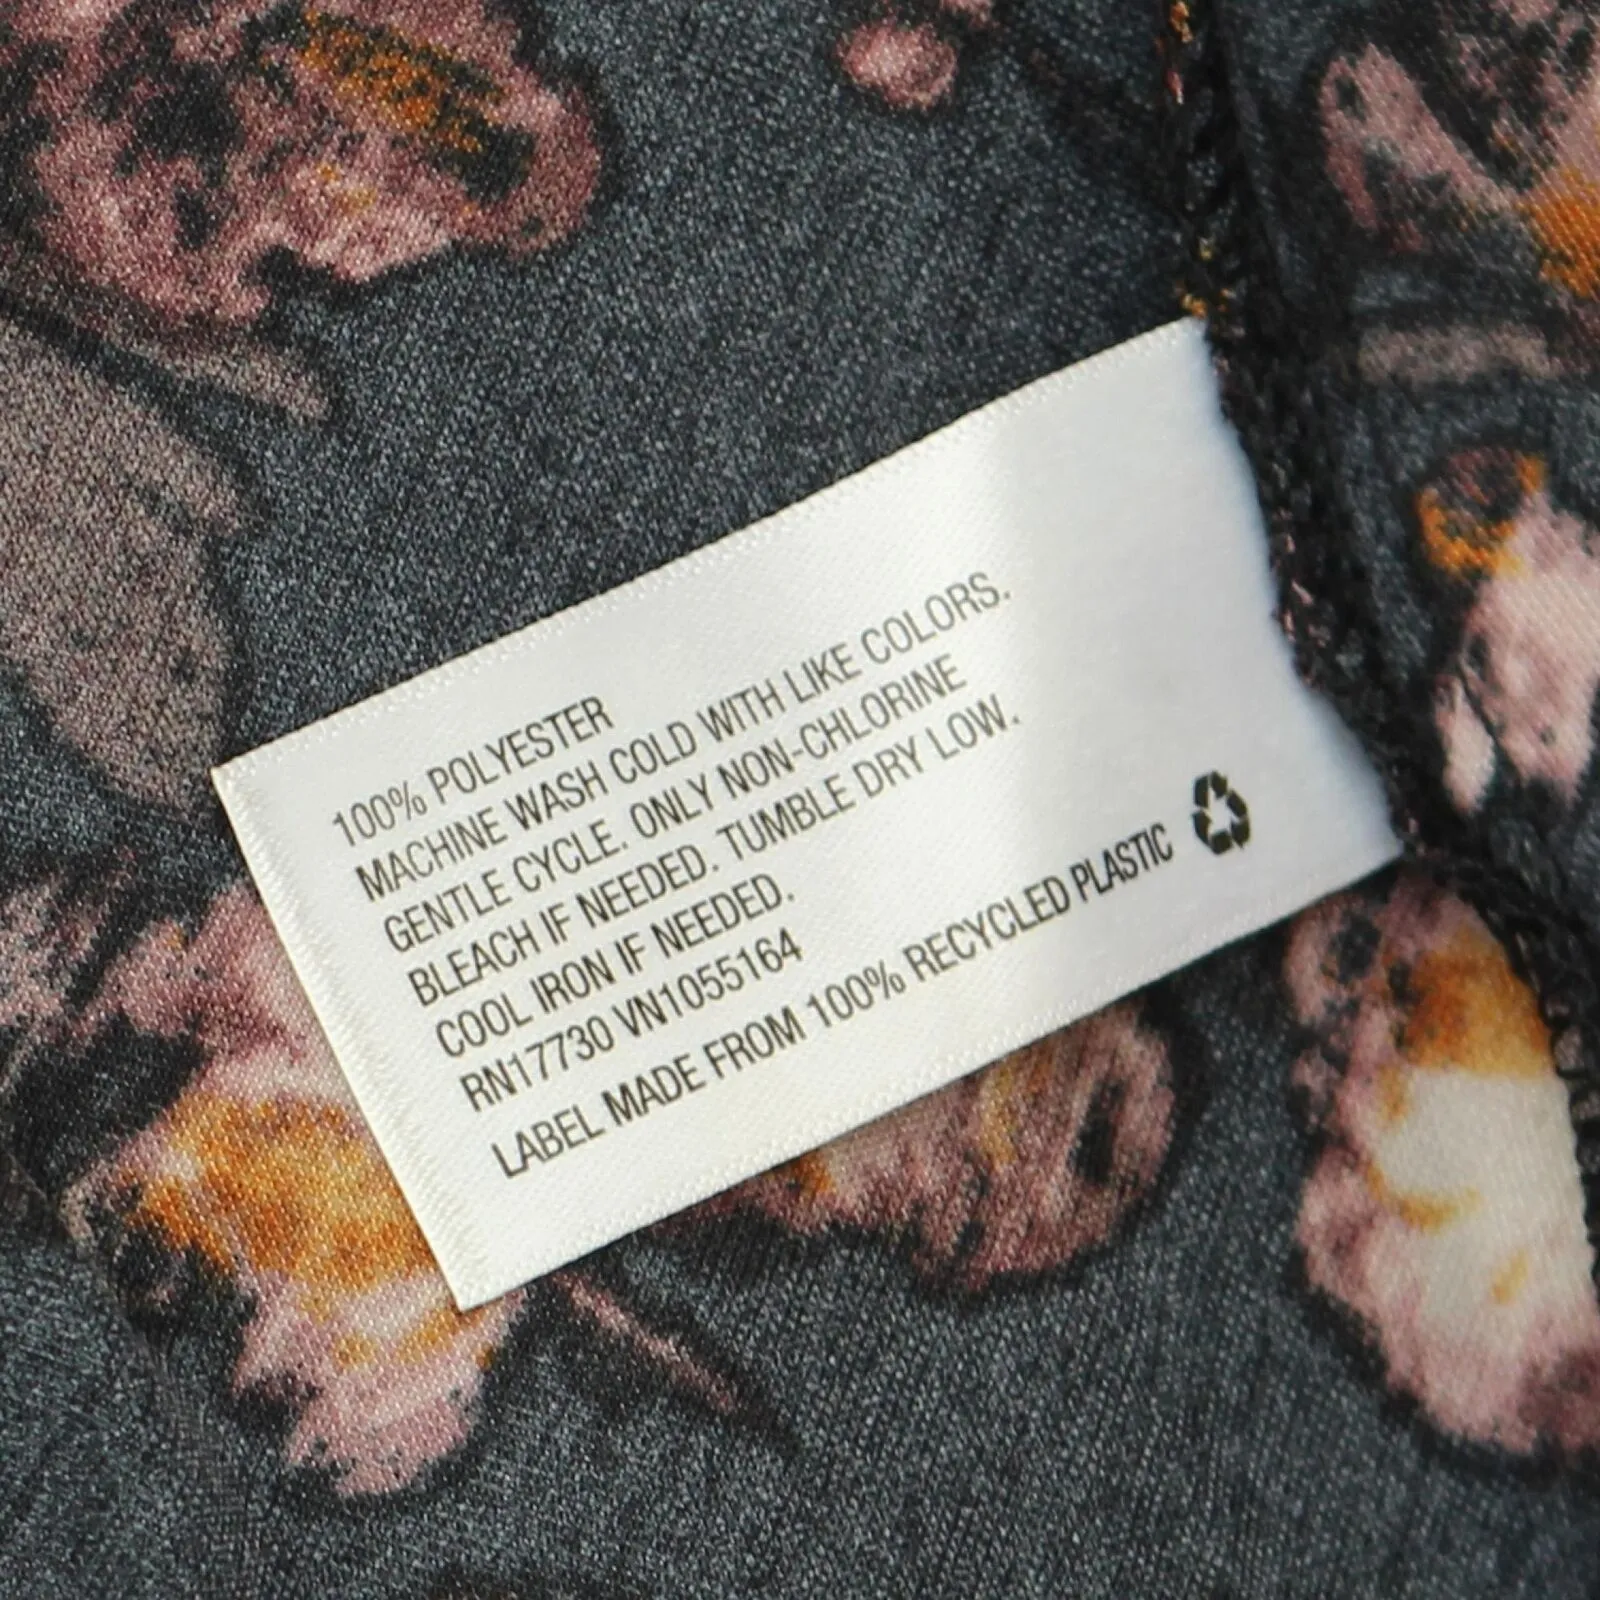 100% POLYESTER
MACHINE WASH COLD WITH LIKE COLORS.
GENTLE CYCLE. ONLY NON-CHLORINE
BLEACH IF NEEDED. TUMBLE DRY LOW.
COOL IRON IF NEEDED.
RN17730 VN1055164
LABEL MADE FROM 100% RECYCLED PLASTIC